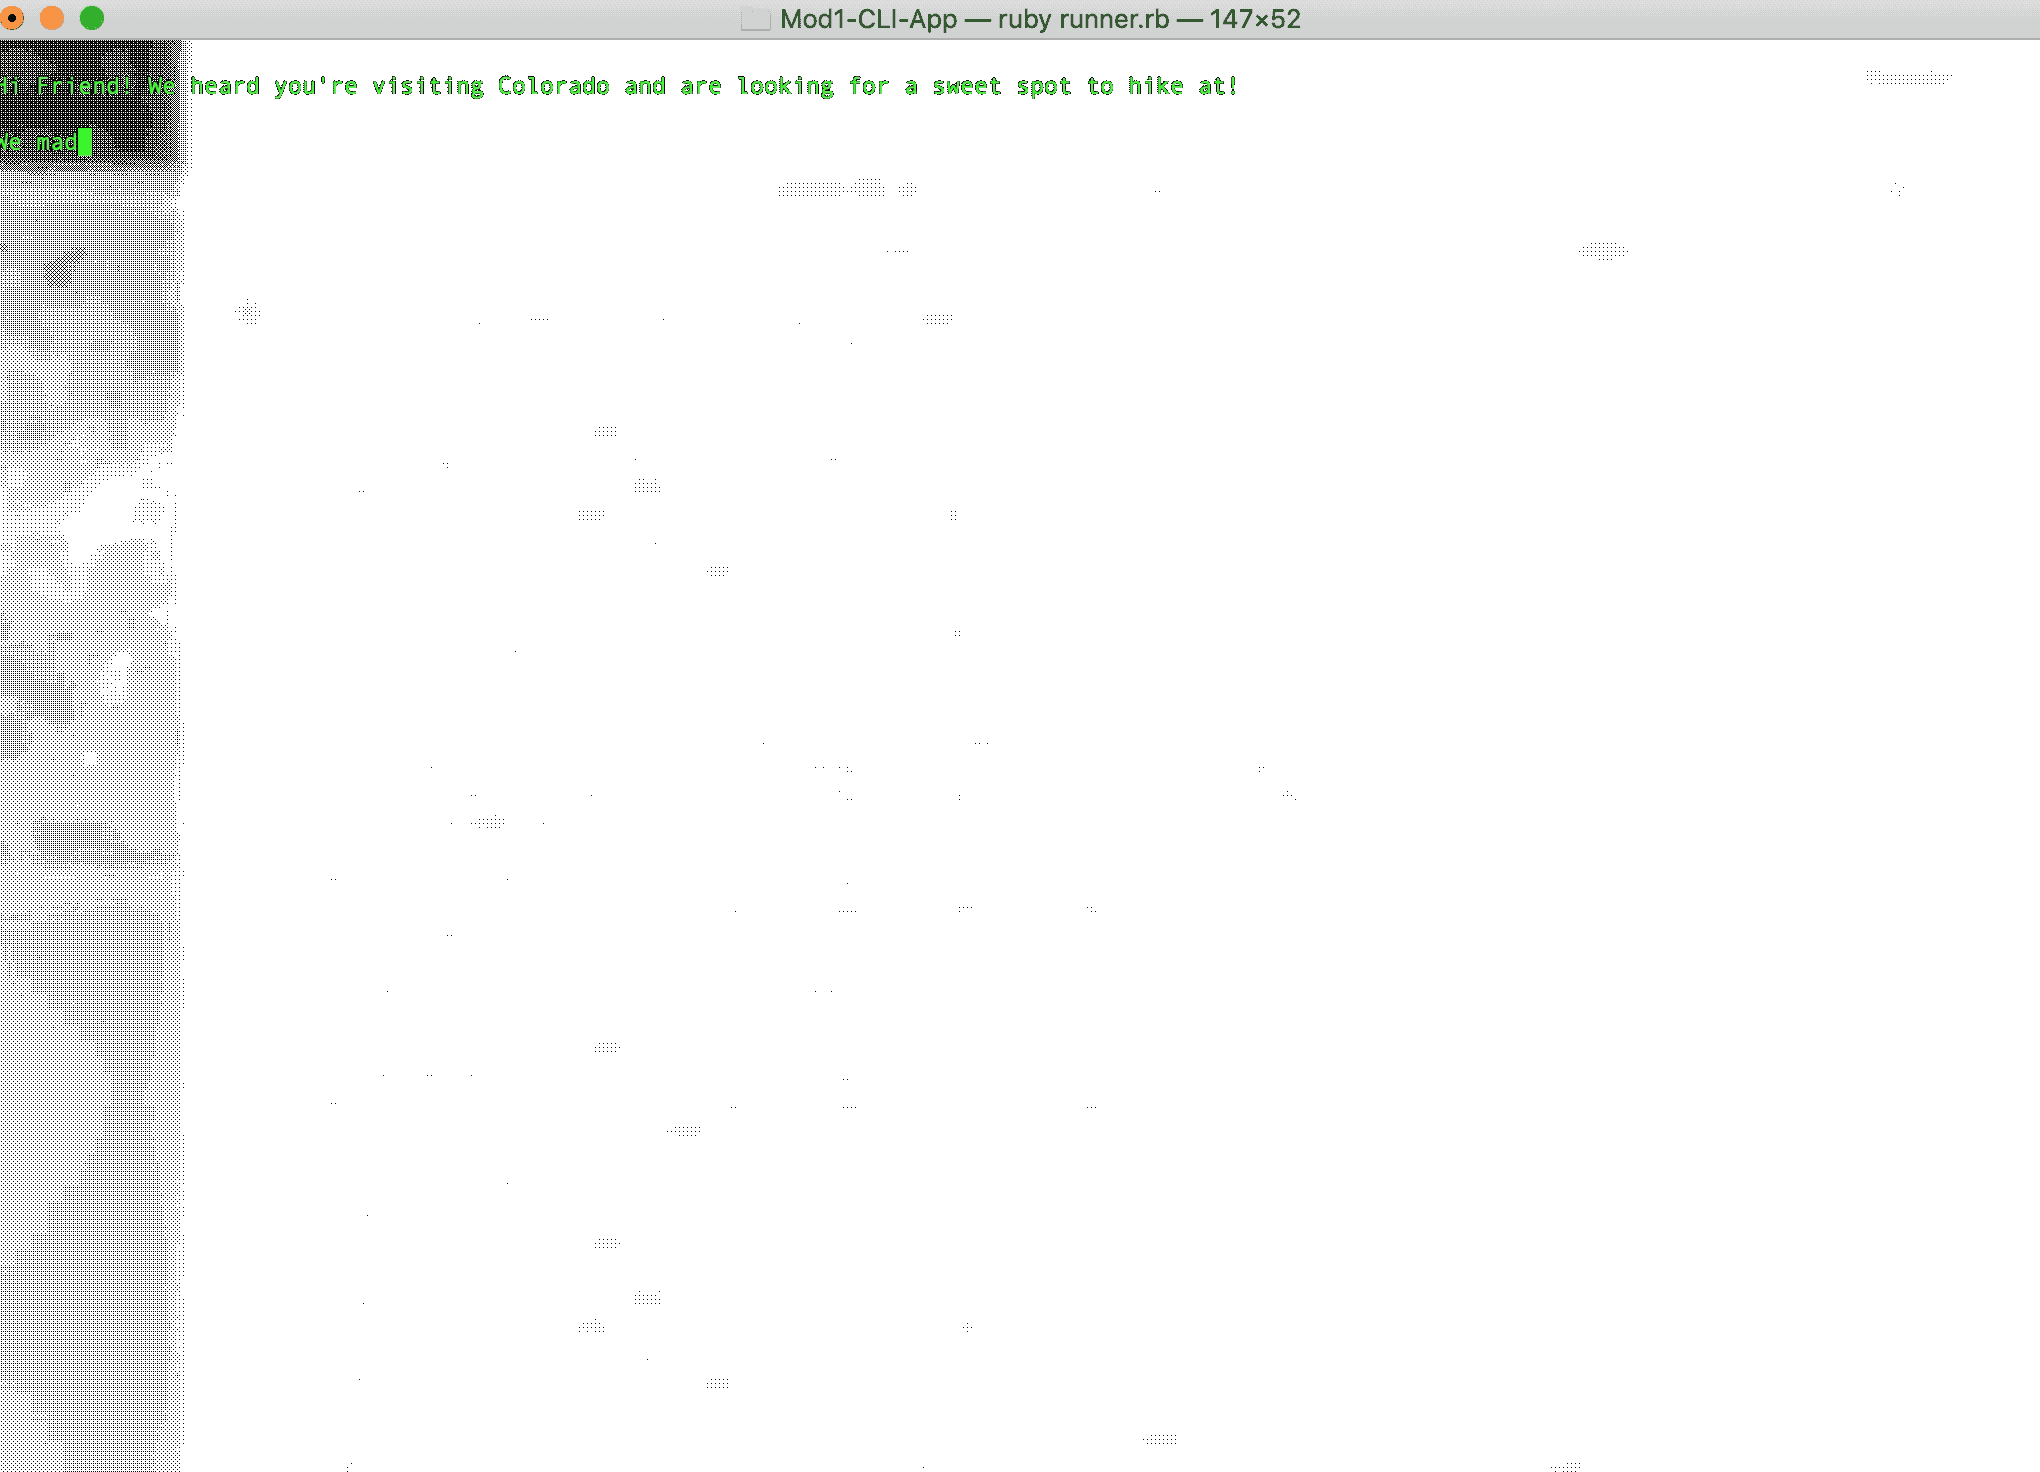 Mod1-CLI-App — ruby runner.rb — 147×52
Hi Friend! We heard you're visiting Colorado and are looking for a sweet spot to hike at!
We mad